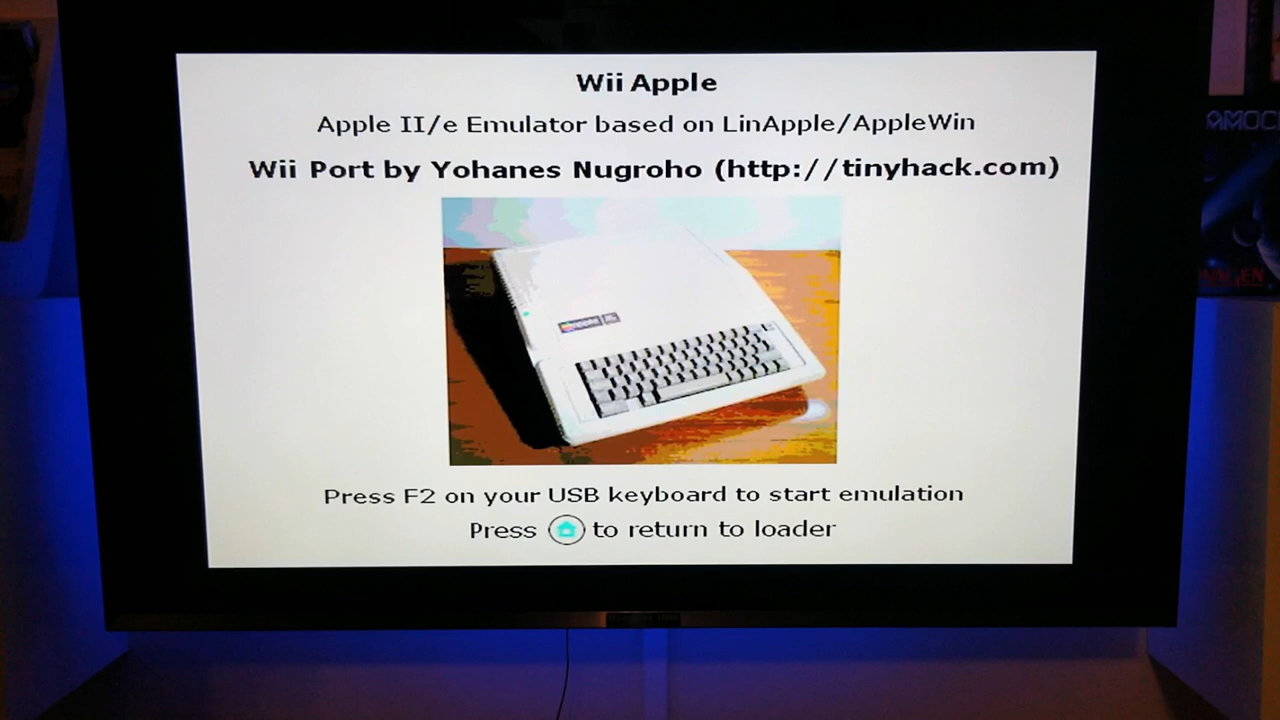 Wii Apple
Apple II/e Emulator based on LinApple/AppleWin
Wii Port by Yohanes Nugroho (http://tinyhack.com)
Press F2 on your USB keyboard to start emulation
Press to return to loader